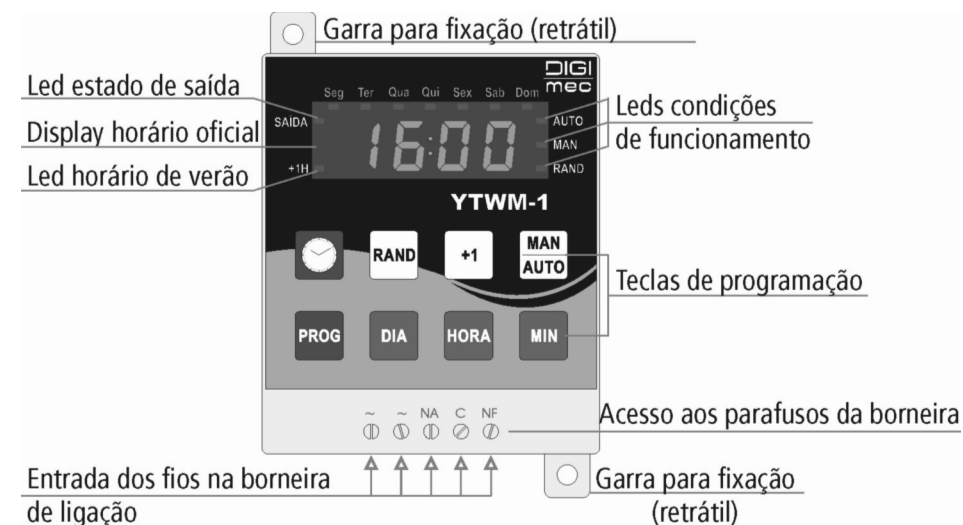 Garra para fixação (retrátil)
DIGI
mec
Led estado de saída
Seg Ter Qua Qui Sex Sab Dom
Leds condições
de funcionamento
SAÍDA
AUTO
Display horário oficial
16:00
MAN
Led horário de verão
+1H
RAND
YTWM-1
RAND
+1
MAN
AUTO
Teclas de programação
PROG
DIA
HORA
MIN
~ ~ NA C NF
Acesso aos parafusos da borneira
Entrada dos fios na borneira
de ligação
Garra para fixação
(retrátil)